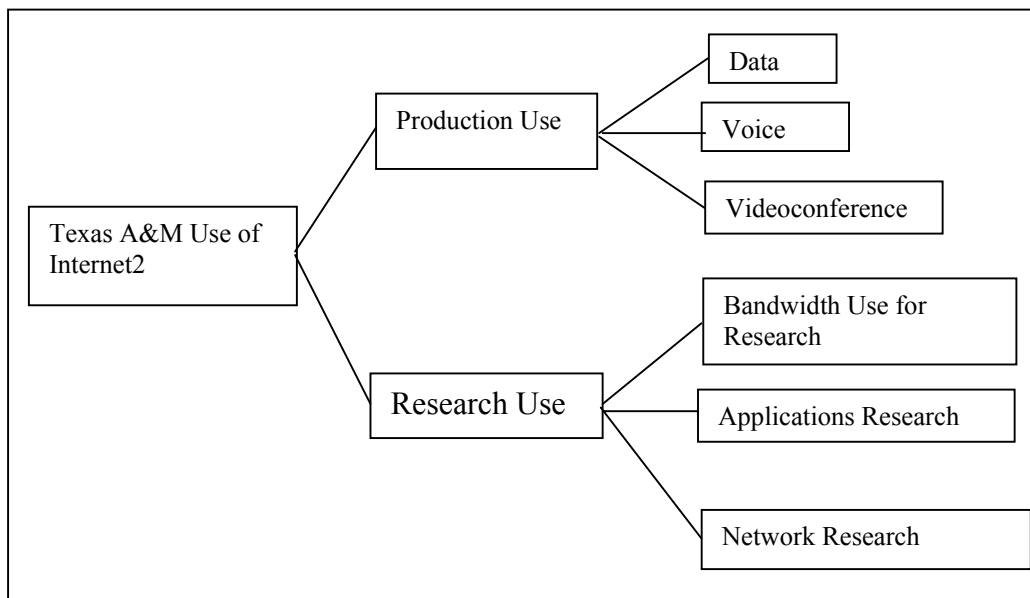 Texas A&M Use of
Internet2
Production Use
Data
Voice
Videoconference
Research Use
Bandwidth Use for
Research
Applications Research
Network Research